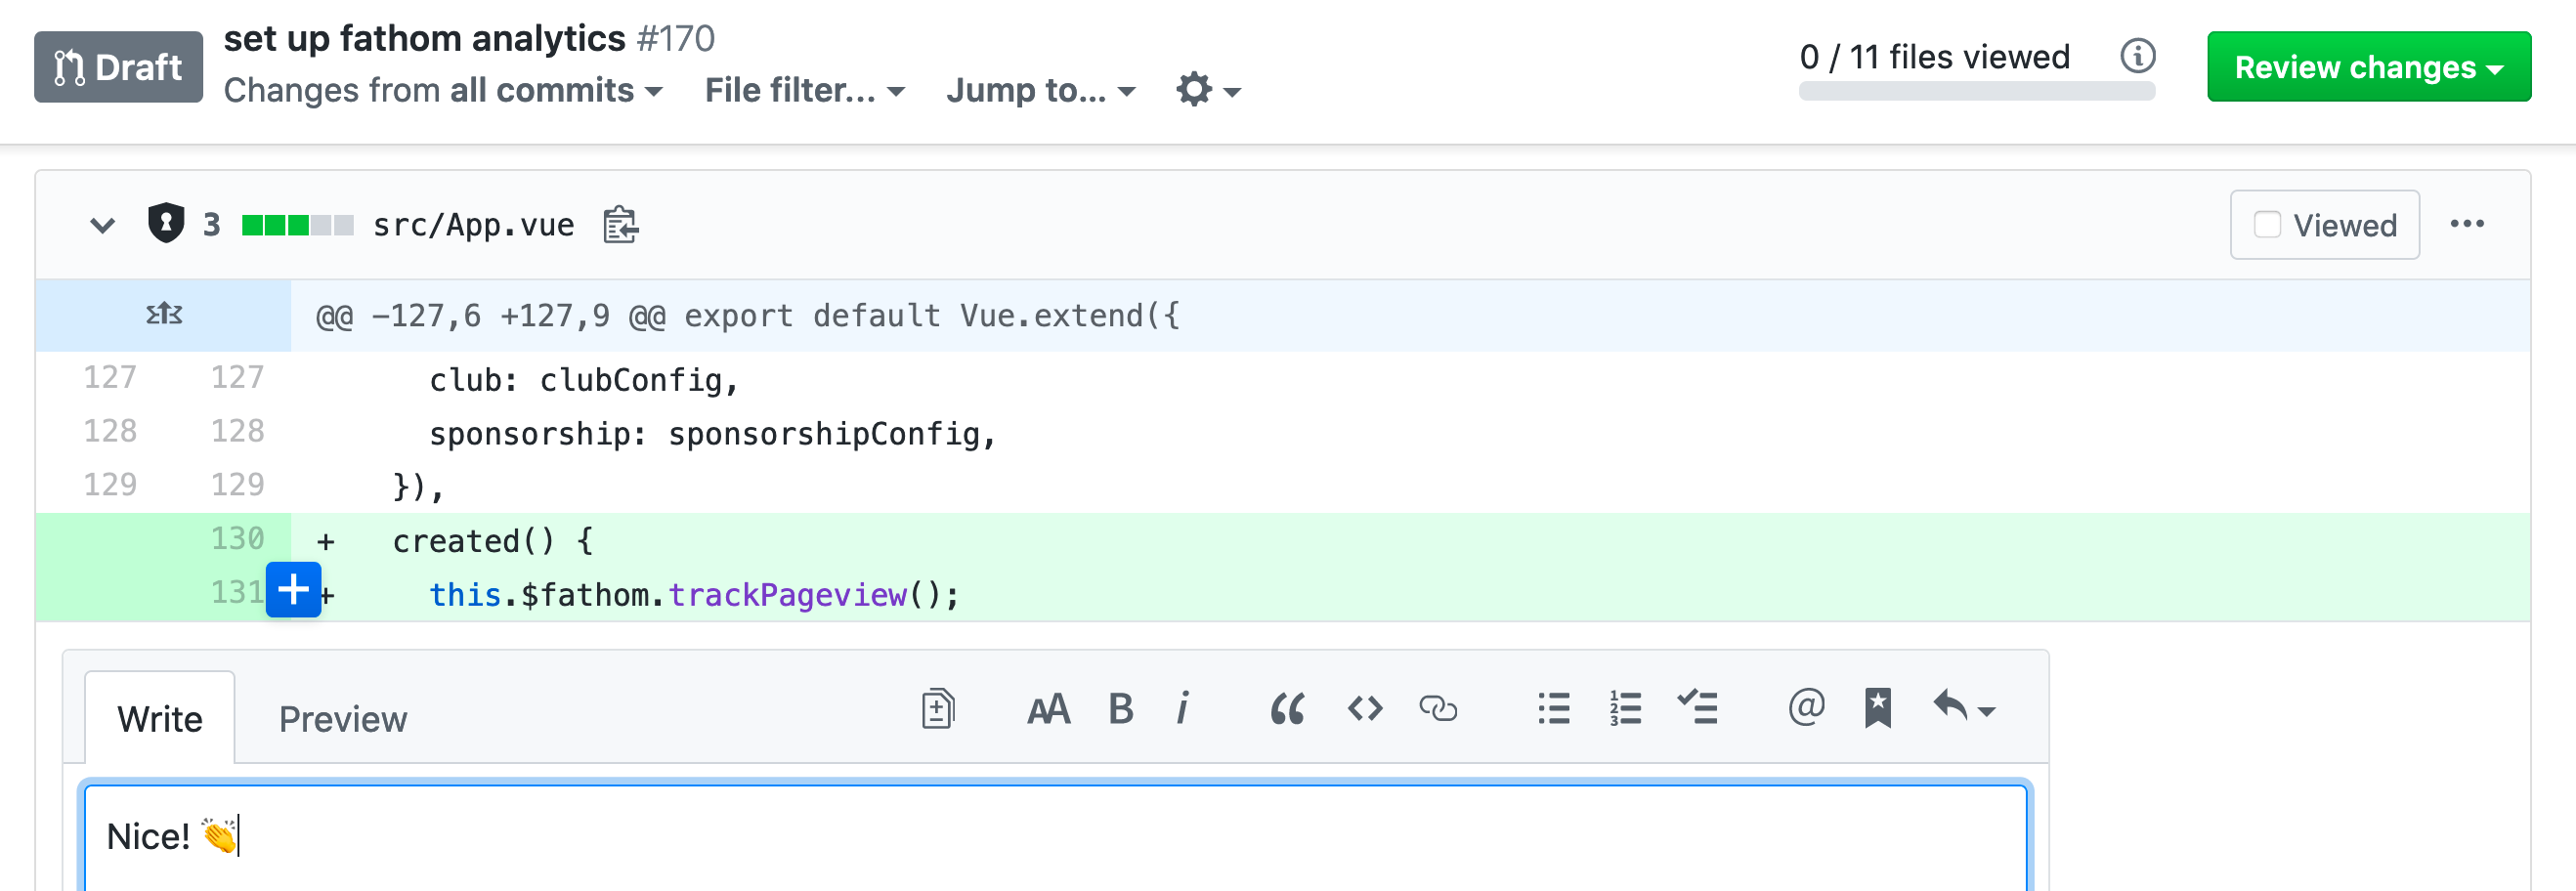 Draft
set up fathom analytics #170
Changes from all commits
File filter...
Jump to...
0 / 11 files viewed
Review changes
3
src/App.vue
Viewed
@@ -127,6 +127,9 @@ export default Vue.extend({
127 127 club: clubConfig,
128 128 sponsorship: sponsorshipConfig,
129 129 }),
130 + created() {
131 + this.$fathom.trackPageview();
Write
Preview
Nice! 👏